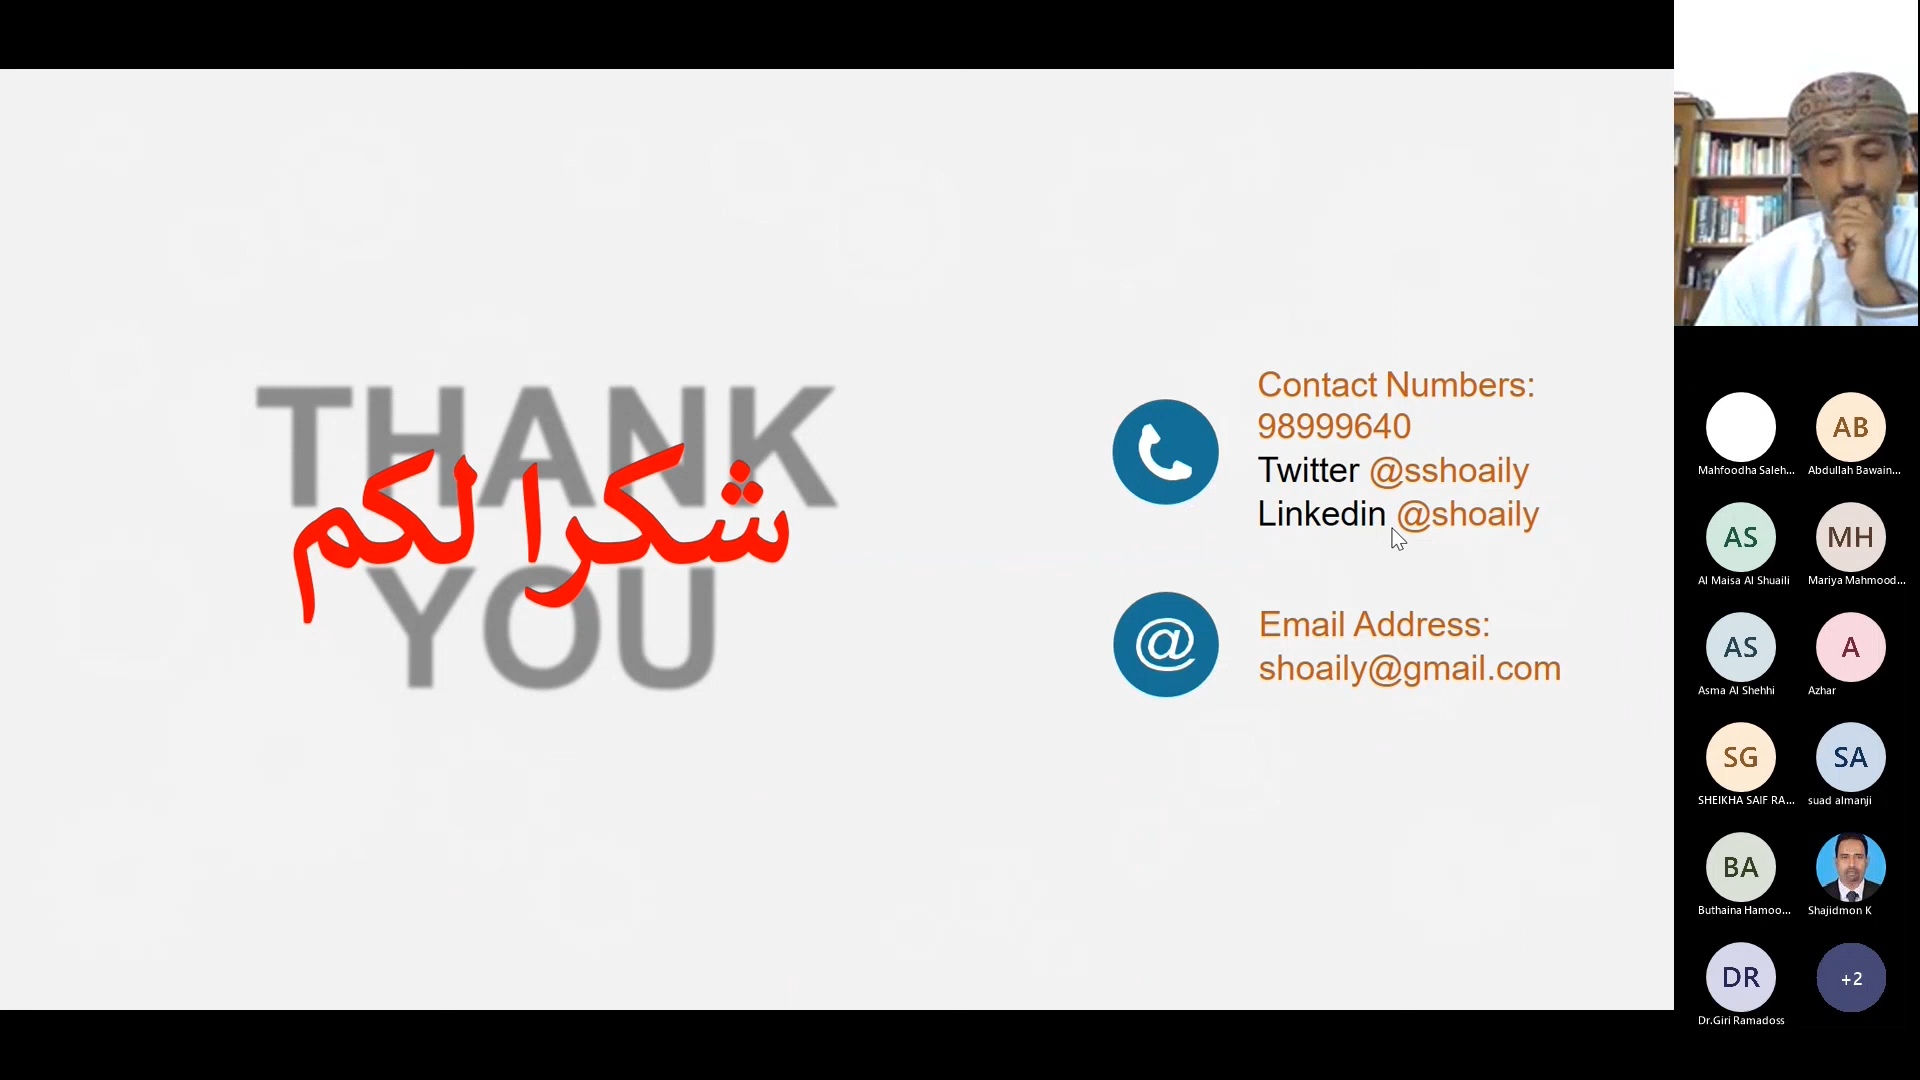 THANK
شكرا لكم
YOU
Contact Numbers:
98999640
Twitter @sshoaily
Linkedin @shoaily
@
Email Address:
shoaily@gmail.com
Mahfoodha Saleh...
AB
Abdullah Bawain...
AS
Al Maisa Al Shuaili
MH
Mariya Mahmood...
AS
Asma Al Shehhi
A
Azhar
SG
SHEIKHA SAIF RA...
SA
suad almanji
BA
Buthaina Hamoo...
Shajidmon K
DR
Dr.Giri Ramadoss
+2